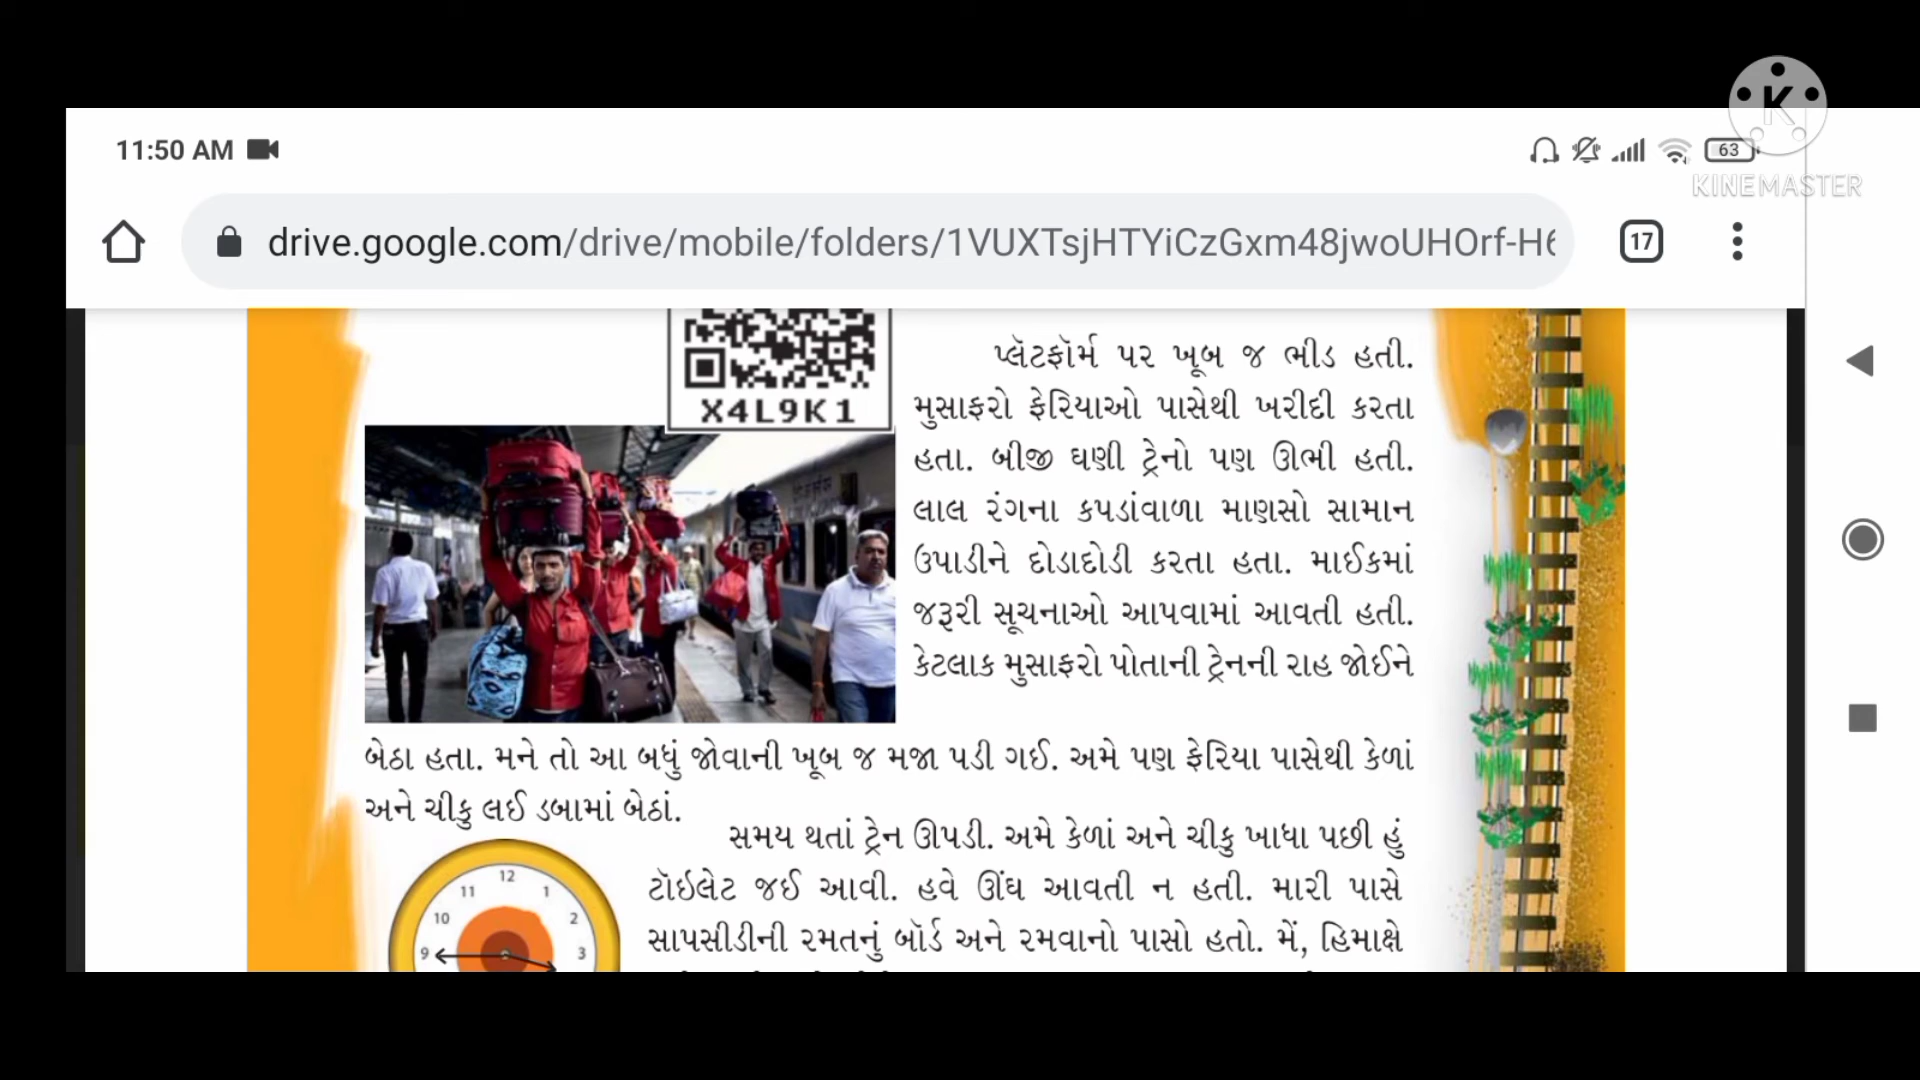 11:50 AM
63
KINEMASTER
drive.google.com/drive/mobile/folders/1VUXTsjHTYiCzGxm48jwoUHOrf-H6
17
X4L9K1
પ્લૅટફૉર્મ પર ખૂબ જ ભીડ હતી.
મુસાફરો ફેરિયાઓ પાસેથી ખરીદી કરતા
હતા. બીજી ઘણી ટ્રેનો પણ ઊભી હતી.
લાલ રંગના કપડાંવાળા માણસો સામાન
ઉપાડીને દોડાદોડી કરતા હતા. માઈકમાં
જરૂરી સૂચનાઓ આપવામાં આવતી હતી.
કેટલાક મુસાફરો પોતાની ટ્રેનની રાહ જોઈને
બેઠા હતા. મને તો આ બધું જોવાની ખૂબ જ મજા પડી ગઈ. અમે પણ ફેરિયા પાસેથી કેળાં
અને ચીકુ લઈ ડબામાં બેઠાં.
સમય થતાં ટ્રેન ઊપડી. અમે કેળાં અને ચીકુ ખાધા પછી હું
ટૉઇલેટ જઈ આવી. હવે ઊંઘ આવતી ન હતી. મારી પાસે
સાપસીડીની રમતનું બૉર્ડ અને રમવાનો પાસો હતો. મેં, હિમાક્ષે
12
11 1
10 2
9 3